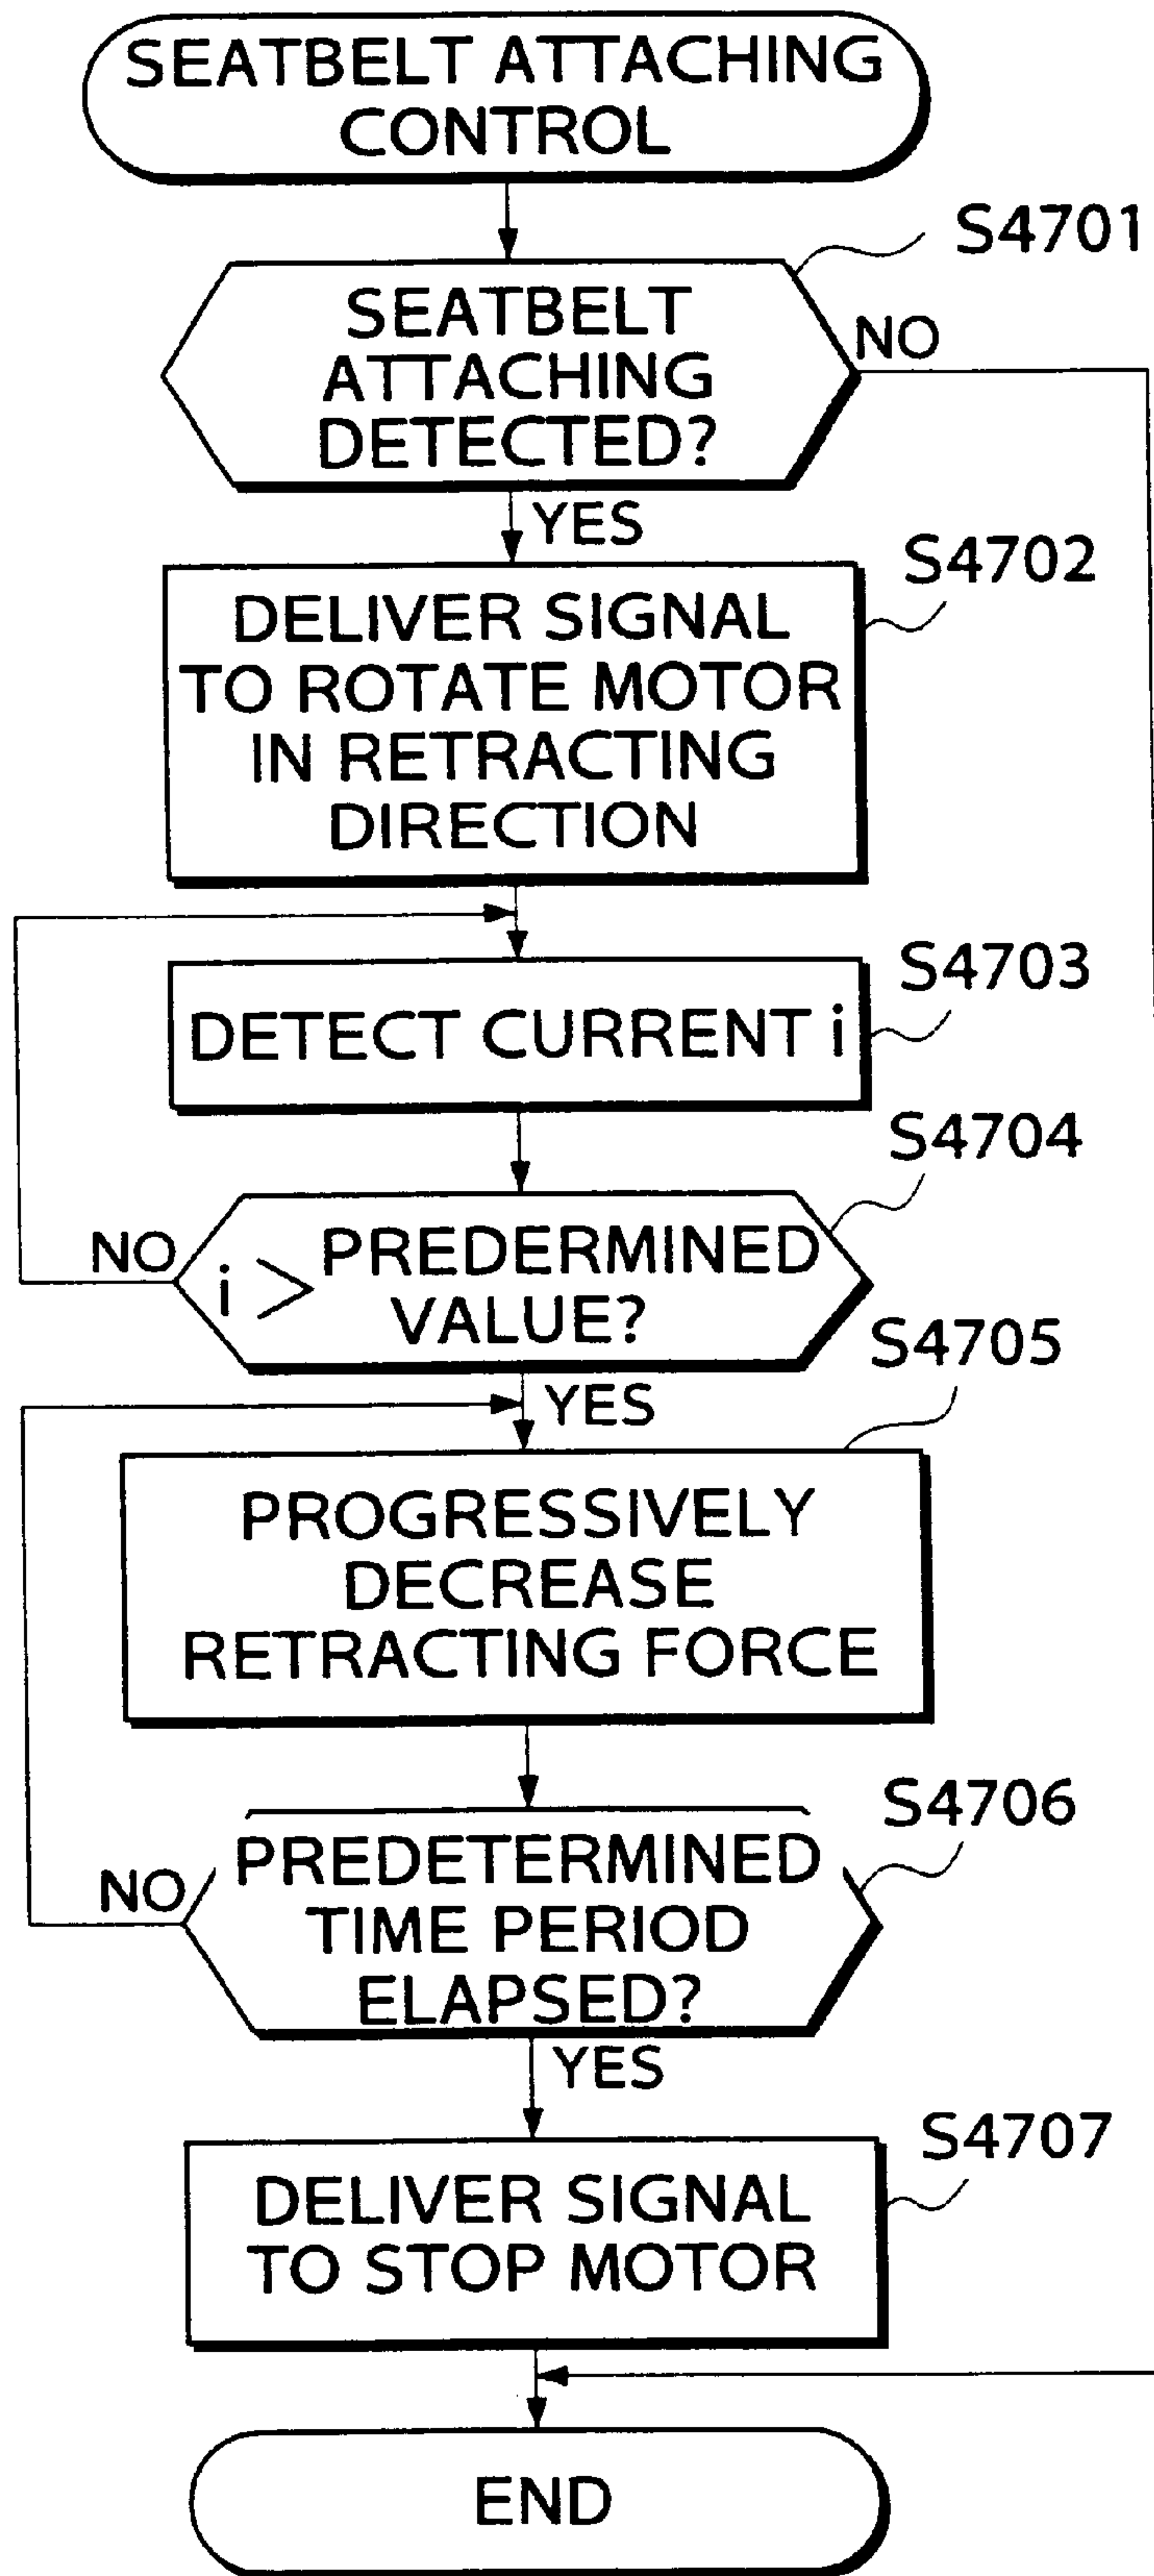 SEATBELT ATTACHING
CONTROL
S4701
SEATBELT
ATTACHING
DETECTED?
NO
YES
S4702
DELIVER SIGNAL
TO ROTATE MOTOR
IN RETRACTING
DIRECTION
S4703
DETECT CURRENT i
S4704
NO
i > PREDERMINED
VALUE?
S4705
YES
PROGRESSIVELY
DECREASE
RETRACTING FORCE
S4706
NO
PREDETERMINED
TIME PERIOD
ELAPSED?
YES
S4707
DELIVER SIGNAL
TO STOP MOTOR
END